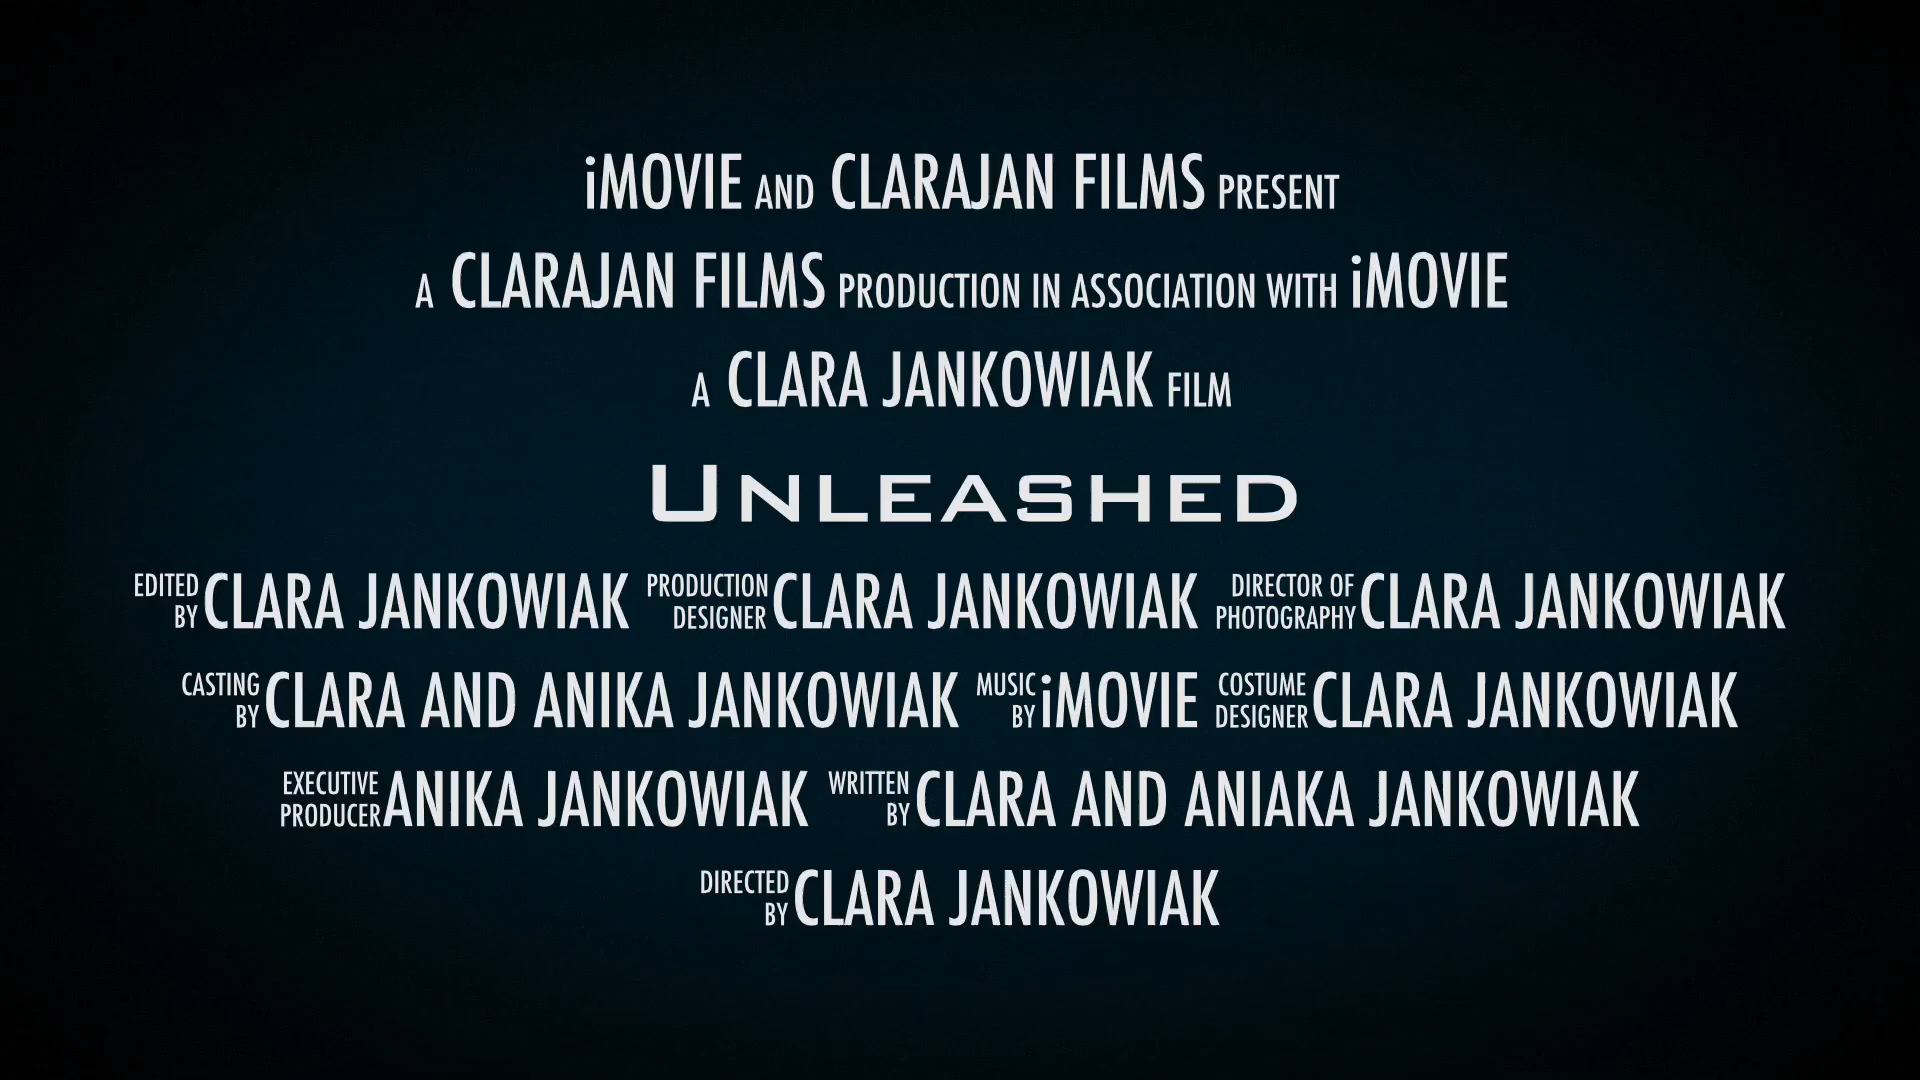 iMOVIE AND CLARAJAN FILMS PRESENT
A CLARAJAN FILMS PRODUCTION IN ASSOCIATION WITH iMOVIE
A CLARA JANKOWIAK FILM
UNLEASHED
EDITED BY CLARA JANKOWIAK PRODUCTION DESIGNER CLARA JANKOWIAK DIRECTOR OF PHOTOGRAPHY CLARA JANKOWIAK
CASTING BY CLARA AND ANIKA JANKOWIAK MUSIC BY iMOVIE COSTUME DESIGNER CLARA JANKOWIAK
EXECUTIVE PRODUCER ANIKA JANKOWIAK WRITTEN BY CLARA AND ANIAKA JANKOWIAK
DIRECTED BY CLARA JANKOWIAK